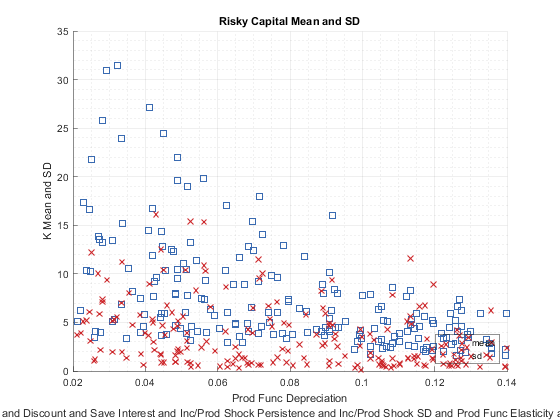 Risky Capital Mean and SD
35
30
25
20
15
10
5
0
K Mean and SD
0.02
0.04
0.06
0.08
0.1
0.12
0.14
mean
sd
Prod Func Depreciation
and Discount and Save Interest and Inc/Prod Shock Persistence and Inc/Prod Shock SD and Prod Func Elasticity a